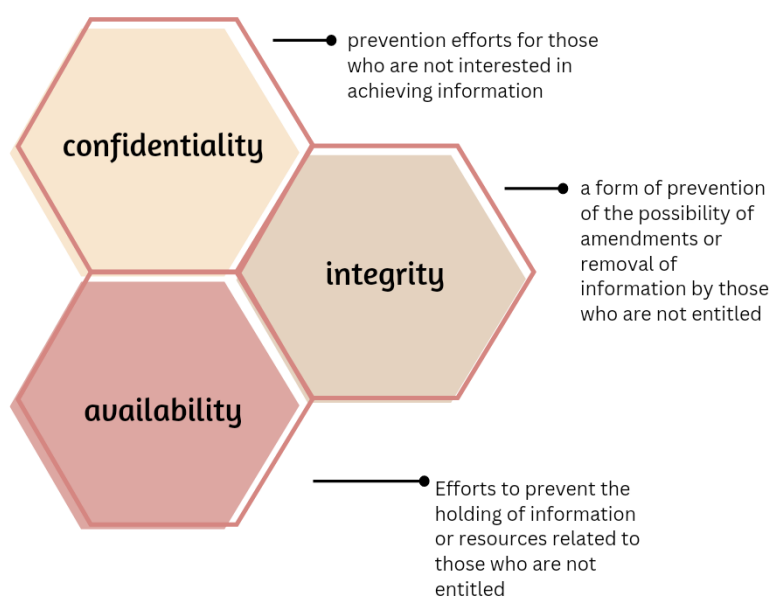 confidentiality
prevention efforts for those
who are not interested in
achieving information
integrity
a form of prevention
of the possibility of
amendments or
removal of
information by those
who are not entitled
availability
Efforts to prevent the
holding of information
or resources related to
those who are not
entitled